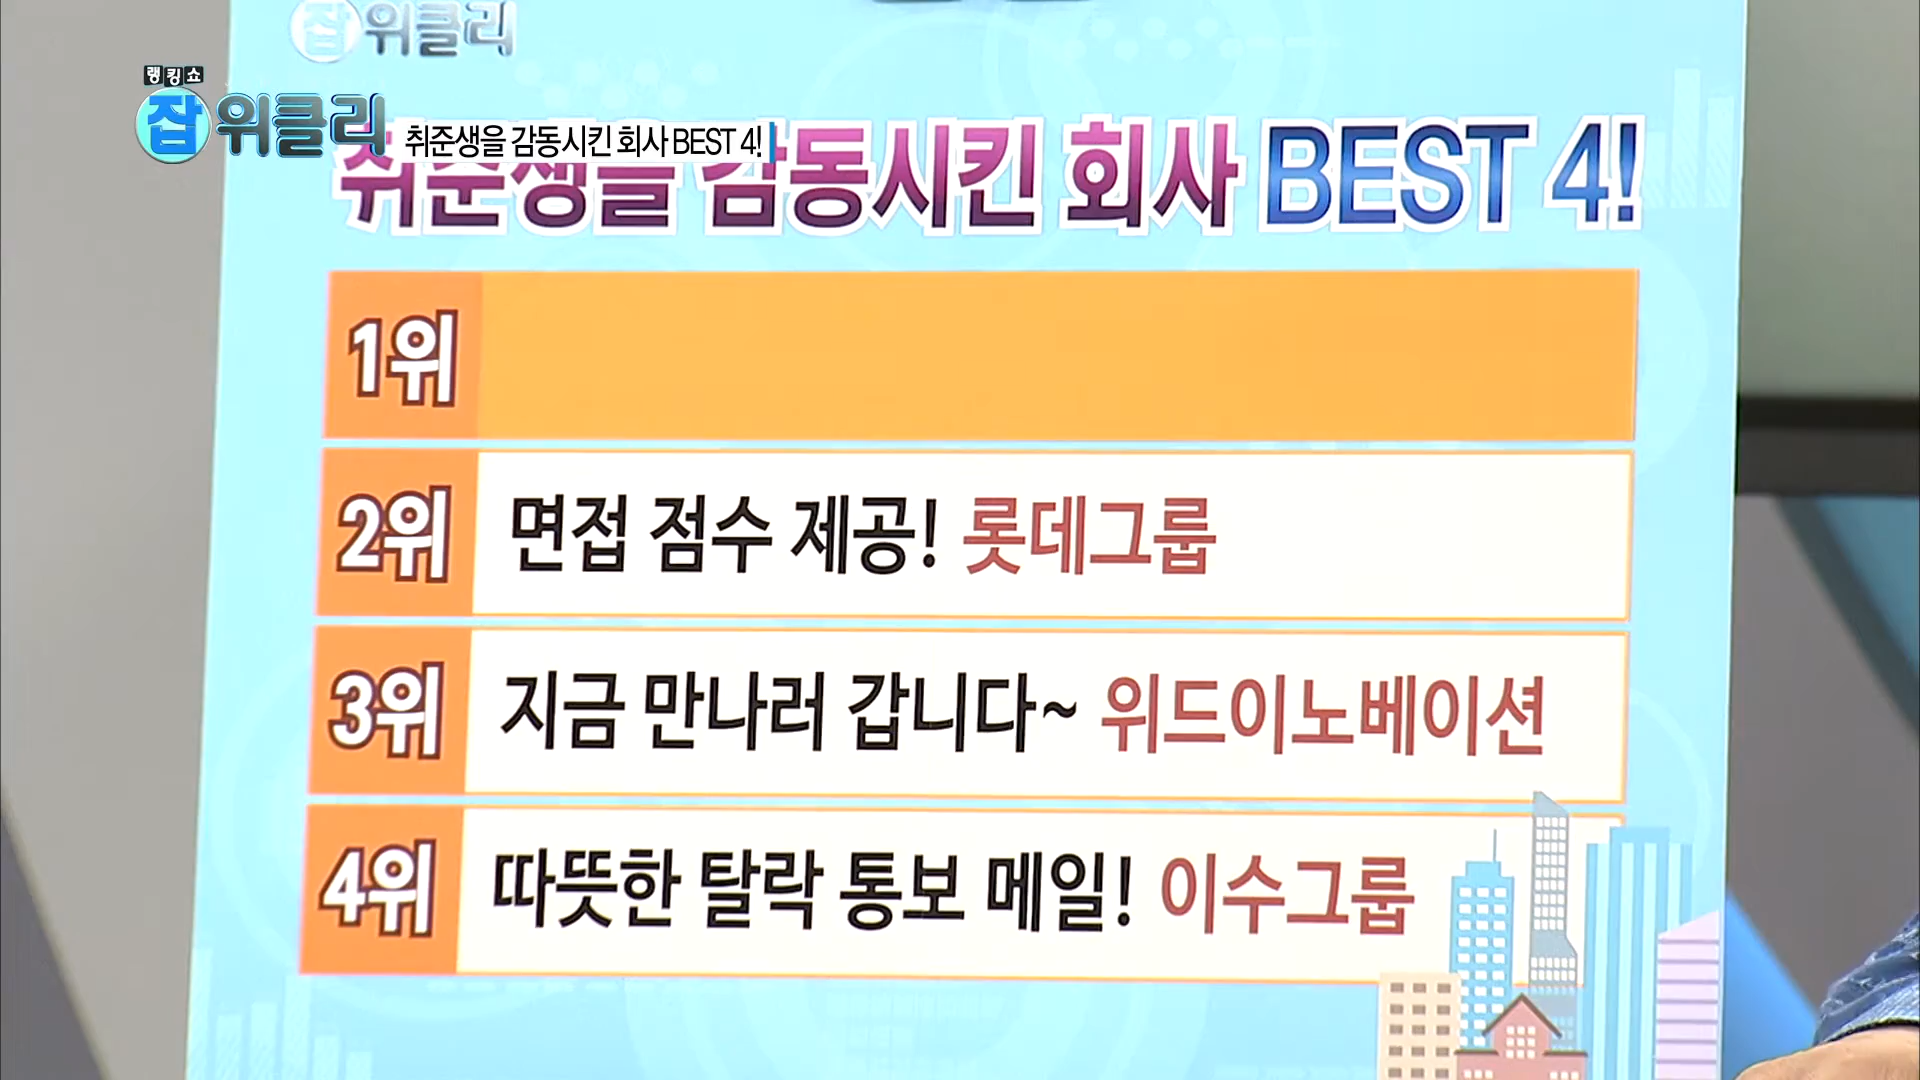 잡위클리
랭킹쇼
잡위클리
취준생을 감동시킨 회사 BEST 4!
취준생을 감동시킨 회사 BEST 4!
1위
2위 면접 점수 제공! 롯데그룹
3위 지금 만나러 갑니다~ 위드이노베이션
4위 따뜻한 탈락 통보 메일! 이수그룹